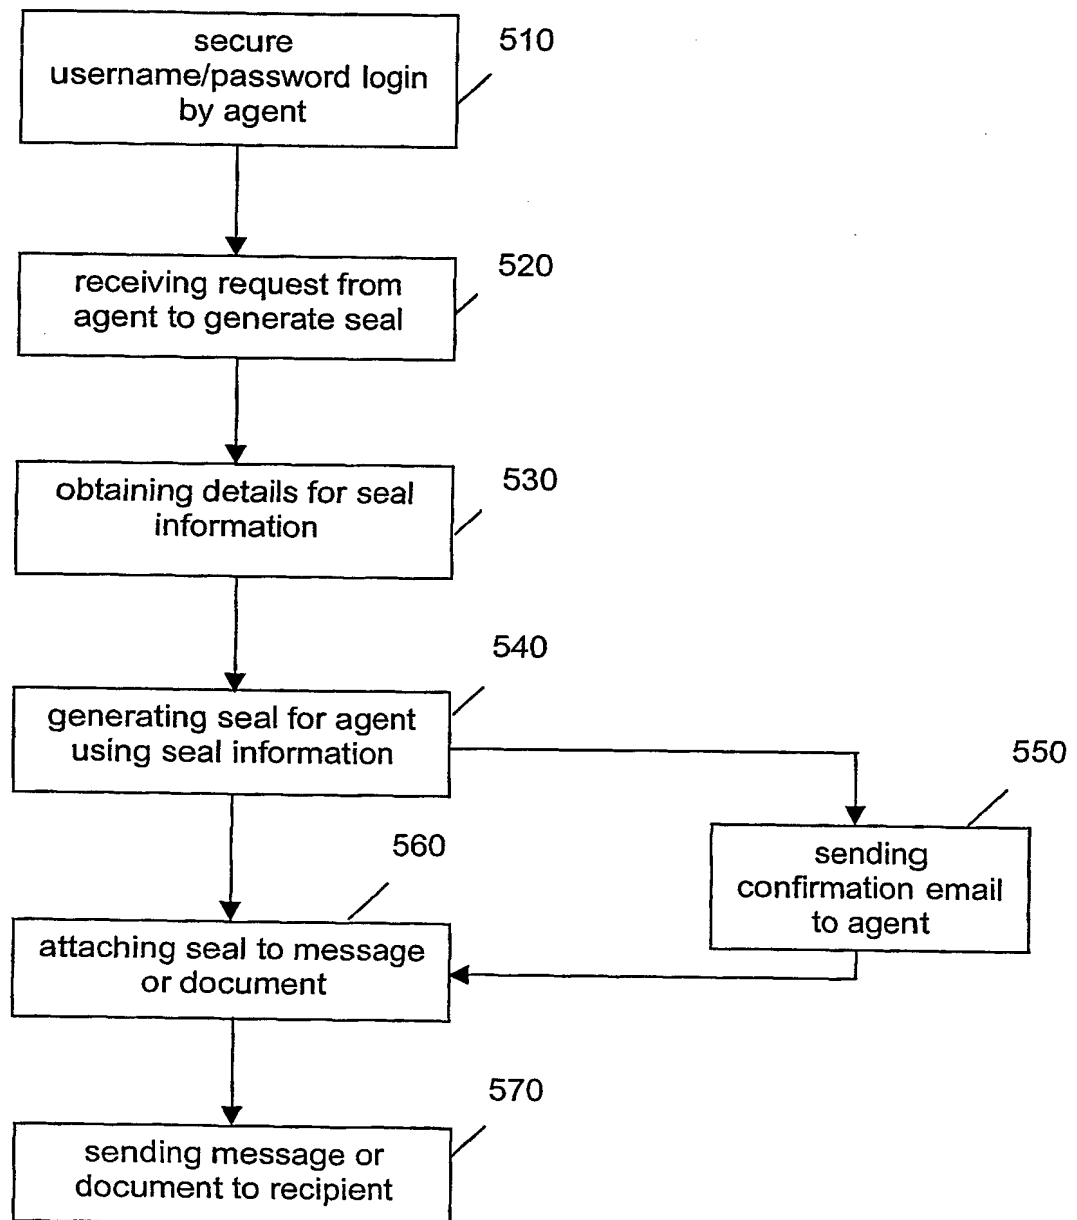 secure
username/password login
by agent
510
receiving request from
agent to generate seal
520
obtaining details for seal
information
530
generating seal for agent
using seal information
540
sending
confirmation email
to agent
550
attaching seal to message
or document
560
sending message or
document to recipient
570